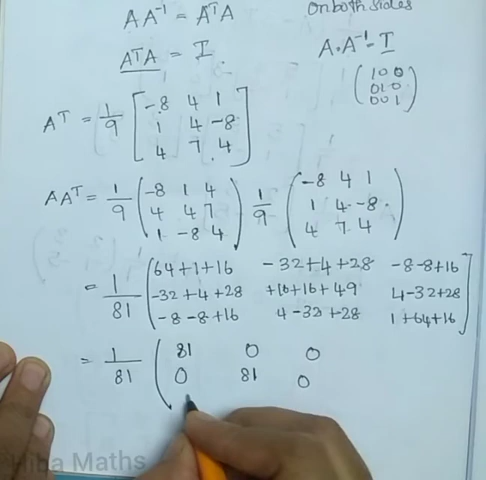 on both sides
A A⁻¹ = AᵀA
AᵀA = I.
A·A⁻¹ = I
(1 0 0
0 1 0
0 0 1)
Aᵀ = 1/9 [-8 4 1
1 4 -8
4 7 4]
AAᵀ = 1/9 (-8 1 4
4 4 7
1 -8 4) 1/9 (-8 4 1
1 4 -8
4 7 4)
= 1/81 [64+1+16 -32+4+28 -8-8+16
-32+4+28 +16+16+49 4-32+28
-8-8+16 4-32+28 1+64+16]
= 1/81 ( 81 0 0
0 81 0
Hiba Maths